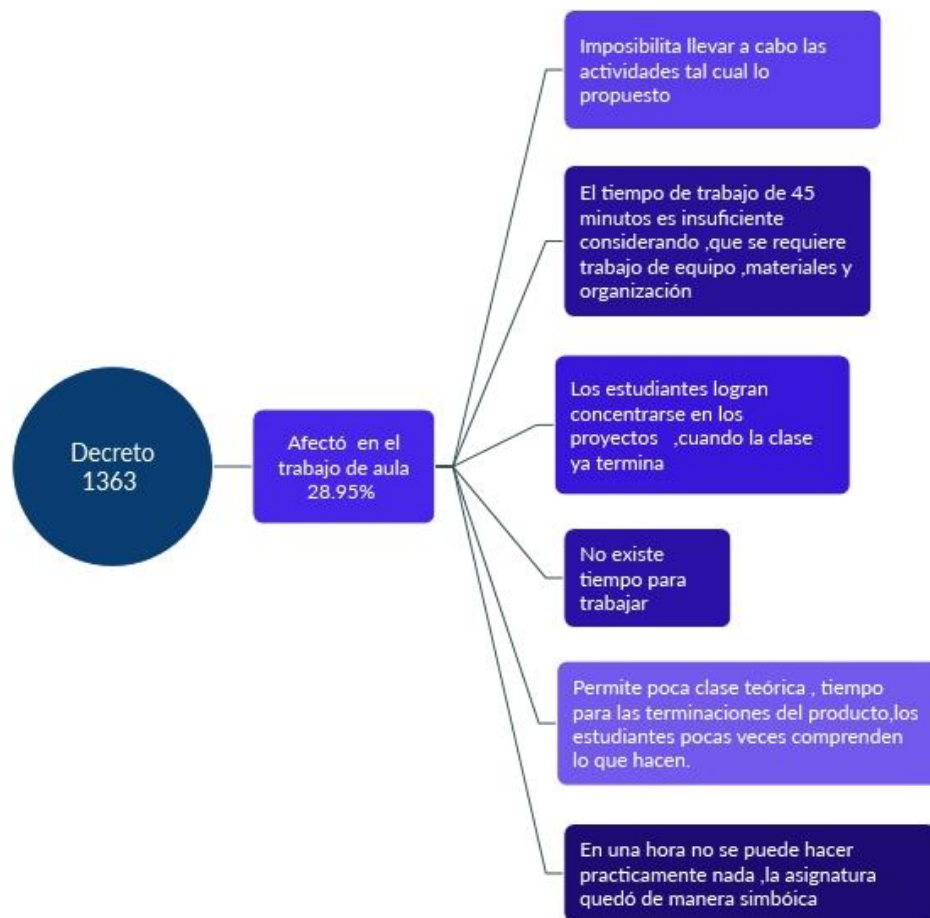 Decreto
1363
Afectó en el
trabajo de aula
28.95%
Imposibilita llevar a cabo las
actividades tal cual lo
propuesto
El tiempo de trabajo de 45
minutos es insuficiente
considerando ,que se requiere
trabajo de equipo ,materiales y
organización
Los estudiantes logran
concentrarse en los
proyectos ,cuando la clase
ya termina
No existe
tiempo para
trabajar
Permite poca clase teórica , tiempo
para las terminaciones del producto,los
estudiantes pocas veces comprenden
lo que hacen.
En una hora no se puede hacer
practicamente nada ,la asignatura
quedó de manera simbóica